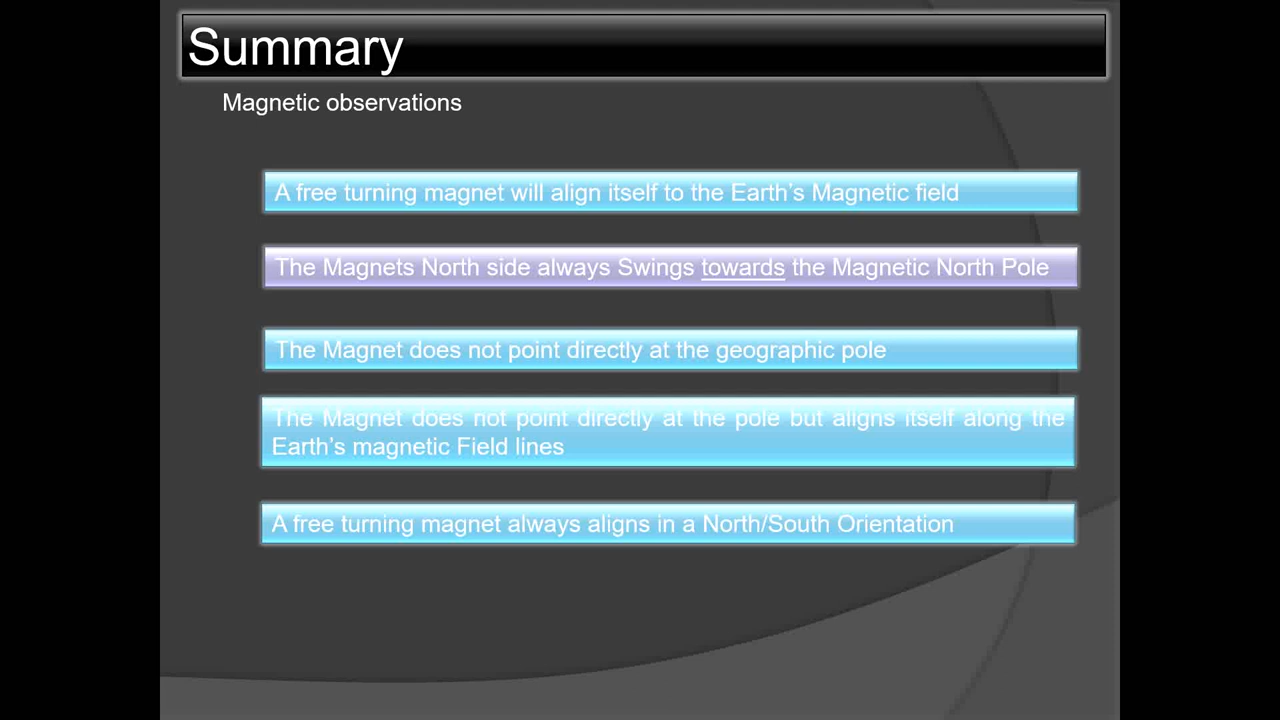 Summary
Magnetic observations
A free turning magnet will align itself to the Earth’s Magnetic field
The Magnets North side always Swings towards the Magnetic North Pole
The Magnet does not point directly at the geographic pole
The Magnet does not point directly at the pole but aligns itself along the
Earth’s magnetic Field lines
A free turning magnet always aligns in a North/South Orientation